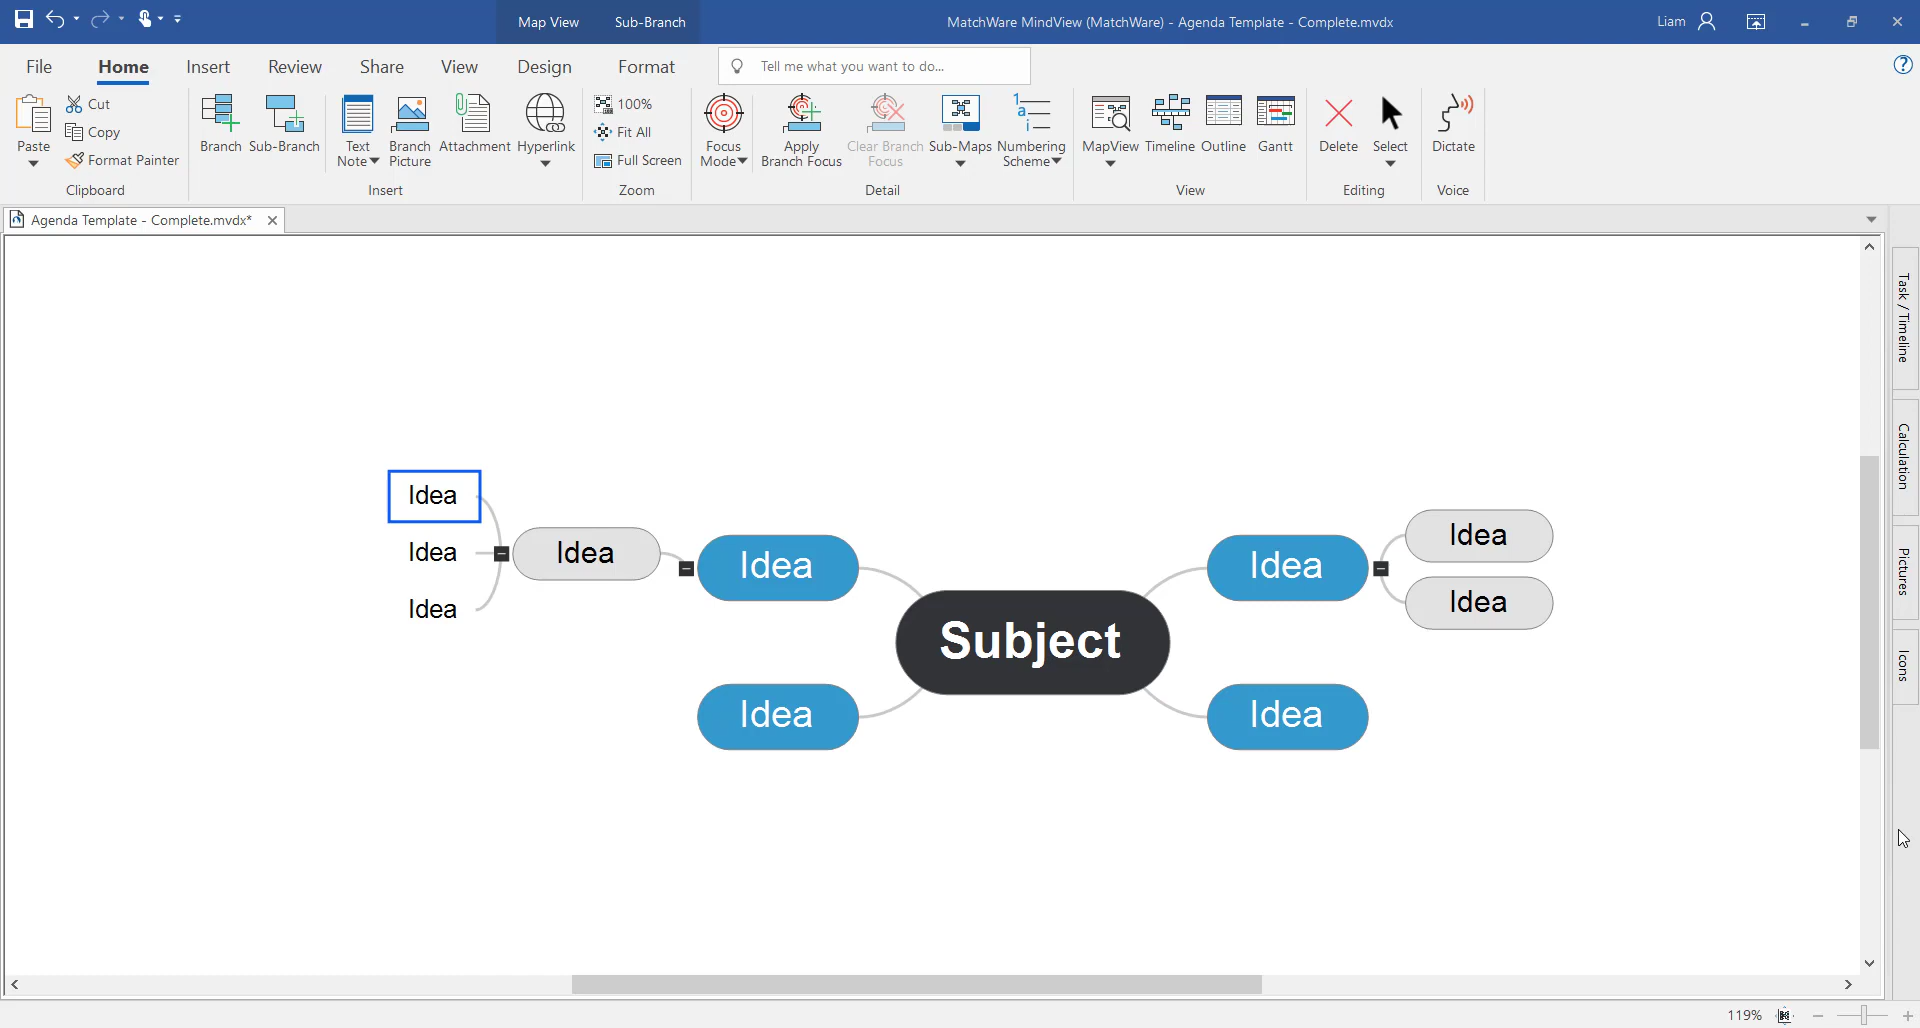 Map View
Sub-Branch
MatchWare MindView (MatchWare) - Agenda Template - Complete.mvdx
Liam
File
Home
Insert
Review
Share
View
Design
Format
Tell me what you want to do...
Paste
Cut
Copy
Format Painter
Clipboard
Branch
Sub-Branch
Text
Note
Branch
Picture
Attachment
Hyperlink
Insert
100%
Fit All
Full Screen
Zoom
Focus
Mode
Apply
Branch Focus
Clear Branch
Focus
Sub-Maps
1
a
i
Numbering
Scheme
Detail
MapView
Timeline
Outline
Gantt
View
Delete
Select
Editing
Dictate
Voice
Agenda Template - Complete.mvdx*
Idea
Idea
Idea
Idea
Idea
Idea
Subject
Idea
Idea
Idea
Idea
Task / Timeline
Calculation
Pictures
Icons
119%